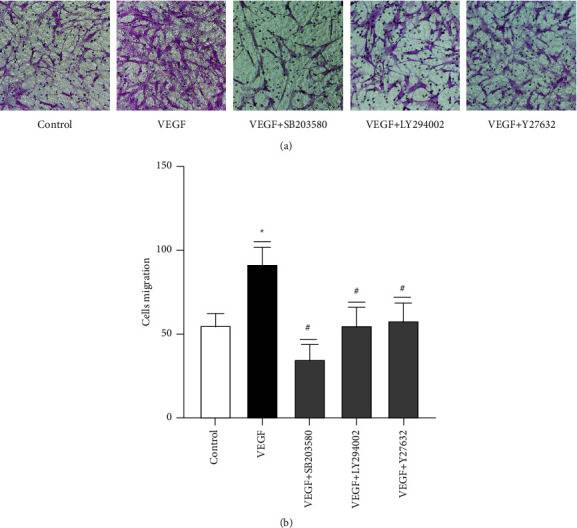 Control
VEGF
VEGF+SB203580
VEGF+LY294002
VEGF+Y27632
(a)
150
100
50
0
Cells migration
*
#
#
#
Control
VEGF
VEGF+SB203580
VEGF+LY294002
VEGF+Y27632
(b)